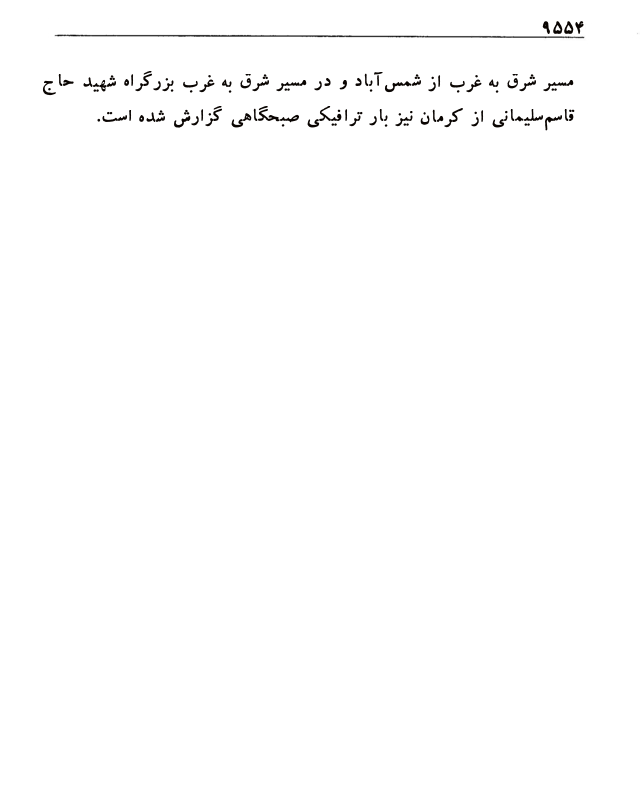 ۹۵۵۴
مسیر شرق به غرب از شمس‌آباد و در مسیر شرق به غرب بزرگراه شهید حاج
قاسم‌سلیمانی از کرمان نیز بار ترافیکی صبحگاهی گزارش شده است.